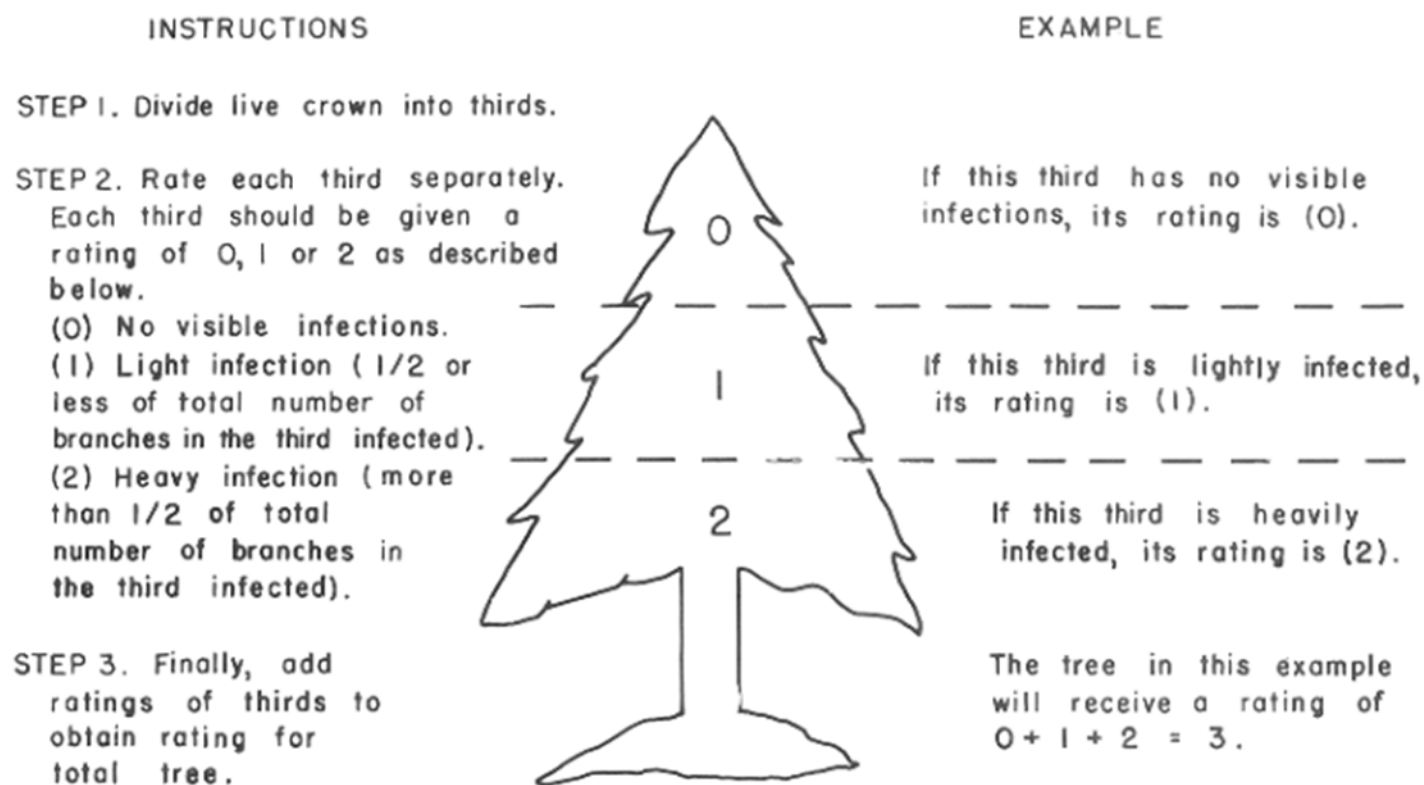 INSTRUCTIONS
STEP 1. Divide live crown into thirds.
STEP 2. Rate each third separately.
Each third should be given a
rating of 0, 1 or 2 as described
below.
(0) No visible infections.
(1) Light infection (1/2 or
less of total number of
branches in the third infected).
(2) Heavy infection (more
than 1/2 of total
number of branches in
the third infected).
STEP 3. Finally, add
ratings of thirds to
obtain rating for
total tree.
0
1
2
EXAMPLE
If this third has no visible
infections, its rating is (0).
If this third is lightly infected,
its rating is (1).
If this third is heavily
infected, its rating is (2).
The tree in this example
will receive a rating of
0 + 1 + 2 = 3.